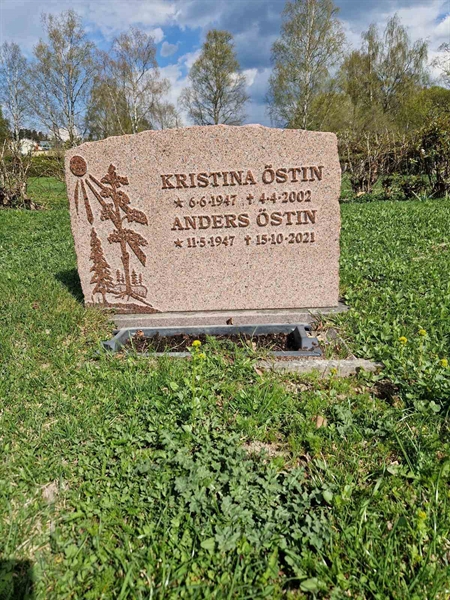 KRISTINA ÖSTIN
★ 6·6·1947 ✝ 4·4·2002
ANDERS ÖSTIN
★ 11·5·1947 ✝ 15·10·2021